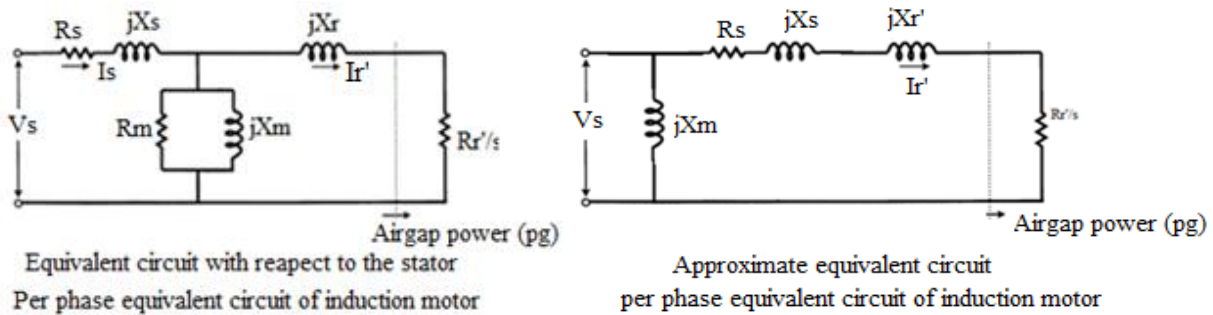 Rs
jXs
jXr
Is
Ir'
Vs
Rm
jXm
Rr'/s
Airgap power (pg)
Equivalent circuit with reapect to the stator
Per phase equivalent circuit of induction motor
Rs
jXs
jXr'
Ir'
Vs
jXm
Rr'/s
Airgap power (pg)
Approximate equivalent circuit
per phase equivalent circuit of induction motor